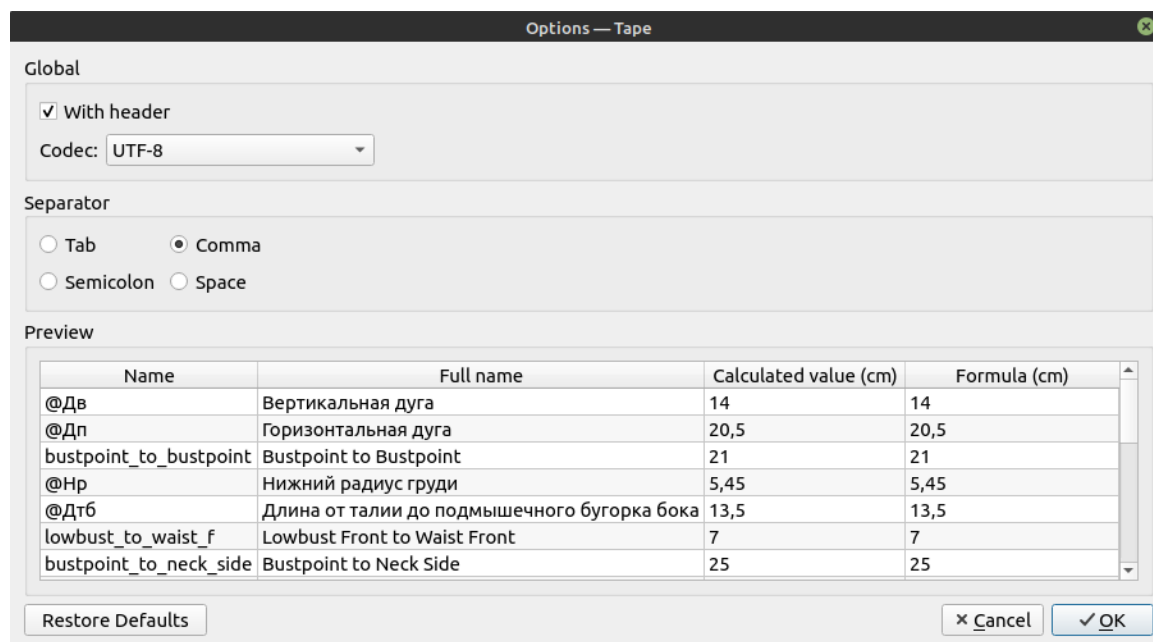 Options — Tape
Global
With header
Codec: UTF-8
Separator
Tab Comma
Semicolon Space
Preview
Name Full name Calculated value (cm) Formula (cm)
@Дв Вертикальная дуга 14 14
@Дп Горизонтальная дуга 20,5 20,5
bustpoint_to_bustpoint Bustpoint to Bustpoint 21 21
@Нр Нижний радиус груди 5,45 5,45
@Дтб Длина от талии до подмышечного бугорка бока 13,5 13,5
lowbust_to_waist_f Lowbust Front to Waist Front 7 7
bustpoint_to_neck_side Bustpoint to Neck Side 25 25
Restore Defaults Cancel OK